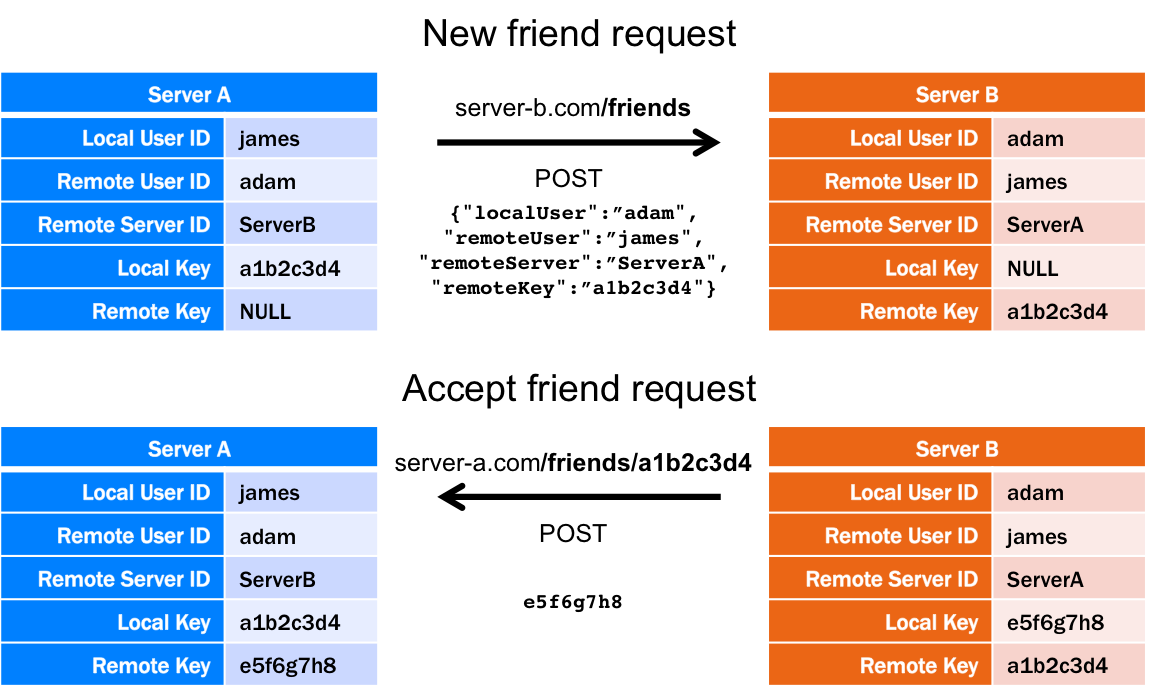 New friend request
Server A
Local User ID james
Remote User ID adam
Remote Server ID ServerB
Local Key a1b2c3d4
Remote Key NULL
server-b.com/friends
POST
{"localUser":”adam",
"remoteUser":”james",
"remoteServer":”ServerA",
"remoteKey":”a1b2c3d4"}
Server B
Local User ID adam
Remote User ID james
Remote Server ID ServerA
Local Key NULL
Remote Key a1b2c3d4
Accept friend request
Server A
Local User ID james
Remote User ID adam
Remote Server ID ServerB
Local Key a1b2c3d4
Remote Key e5f6g7h8
server-a.com/friends/a1b2c3d4
POST
e5f6g7h8
Server B
Local User ID adam
Remote User ID james
Remote Server ID ServerA
Local Key e5f6g7h8
Remote Key a1b2c3d4